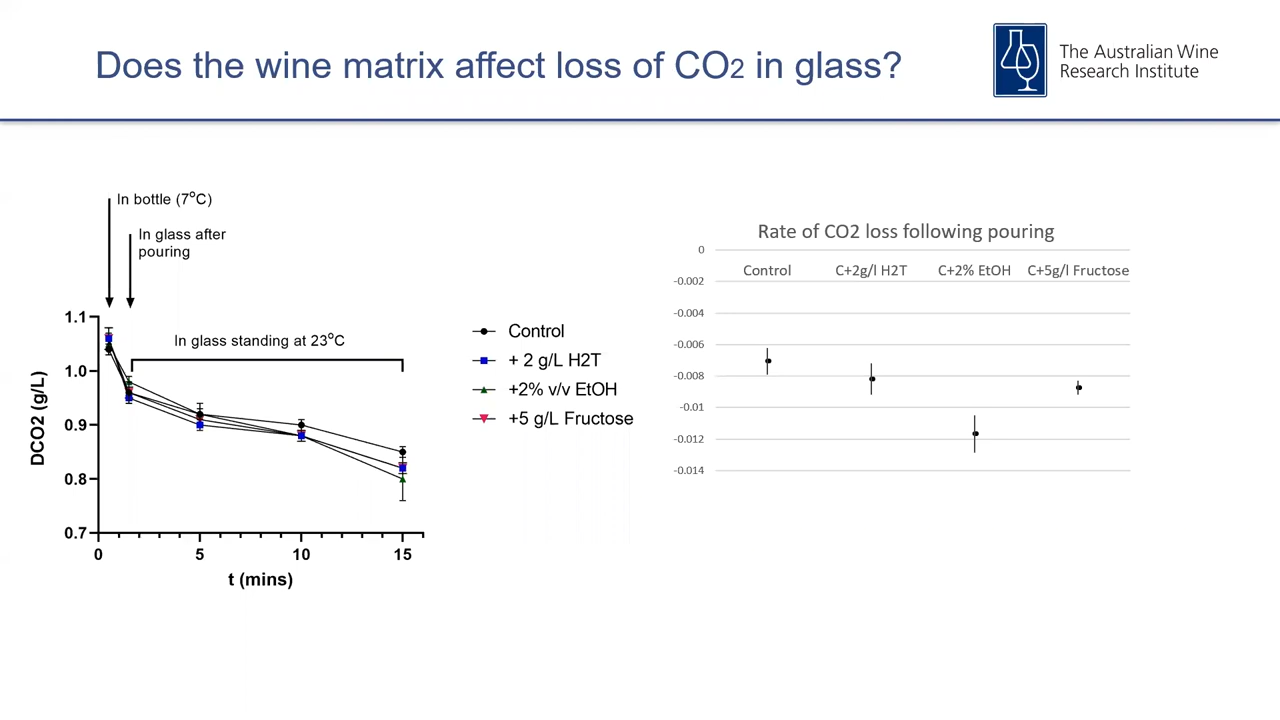 Does the wine matrix affect loss of CO2 in glass?
The Australian Wine
Research Institute
In bottle (7°C)
In glass after
pouring
In glass standing at 23°C
1.1
1.0
0.9
0.8
0.7
0
5
10
15
DCO2 (g/L)
t (mins)
Control
+ 2 g/L H2T
+2% v/v EtOH
+5 g/L Fructose
Rate of CO2 loss following pouring
0
Control C+2g/l H2T C+2% EtOH C+5g/l Fructose
-0.002
-0.004
-0.006
-0.008
-0.01
-0.012
-0.014